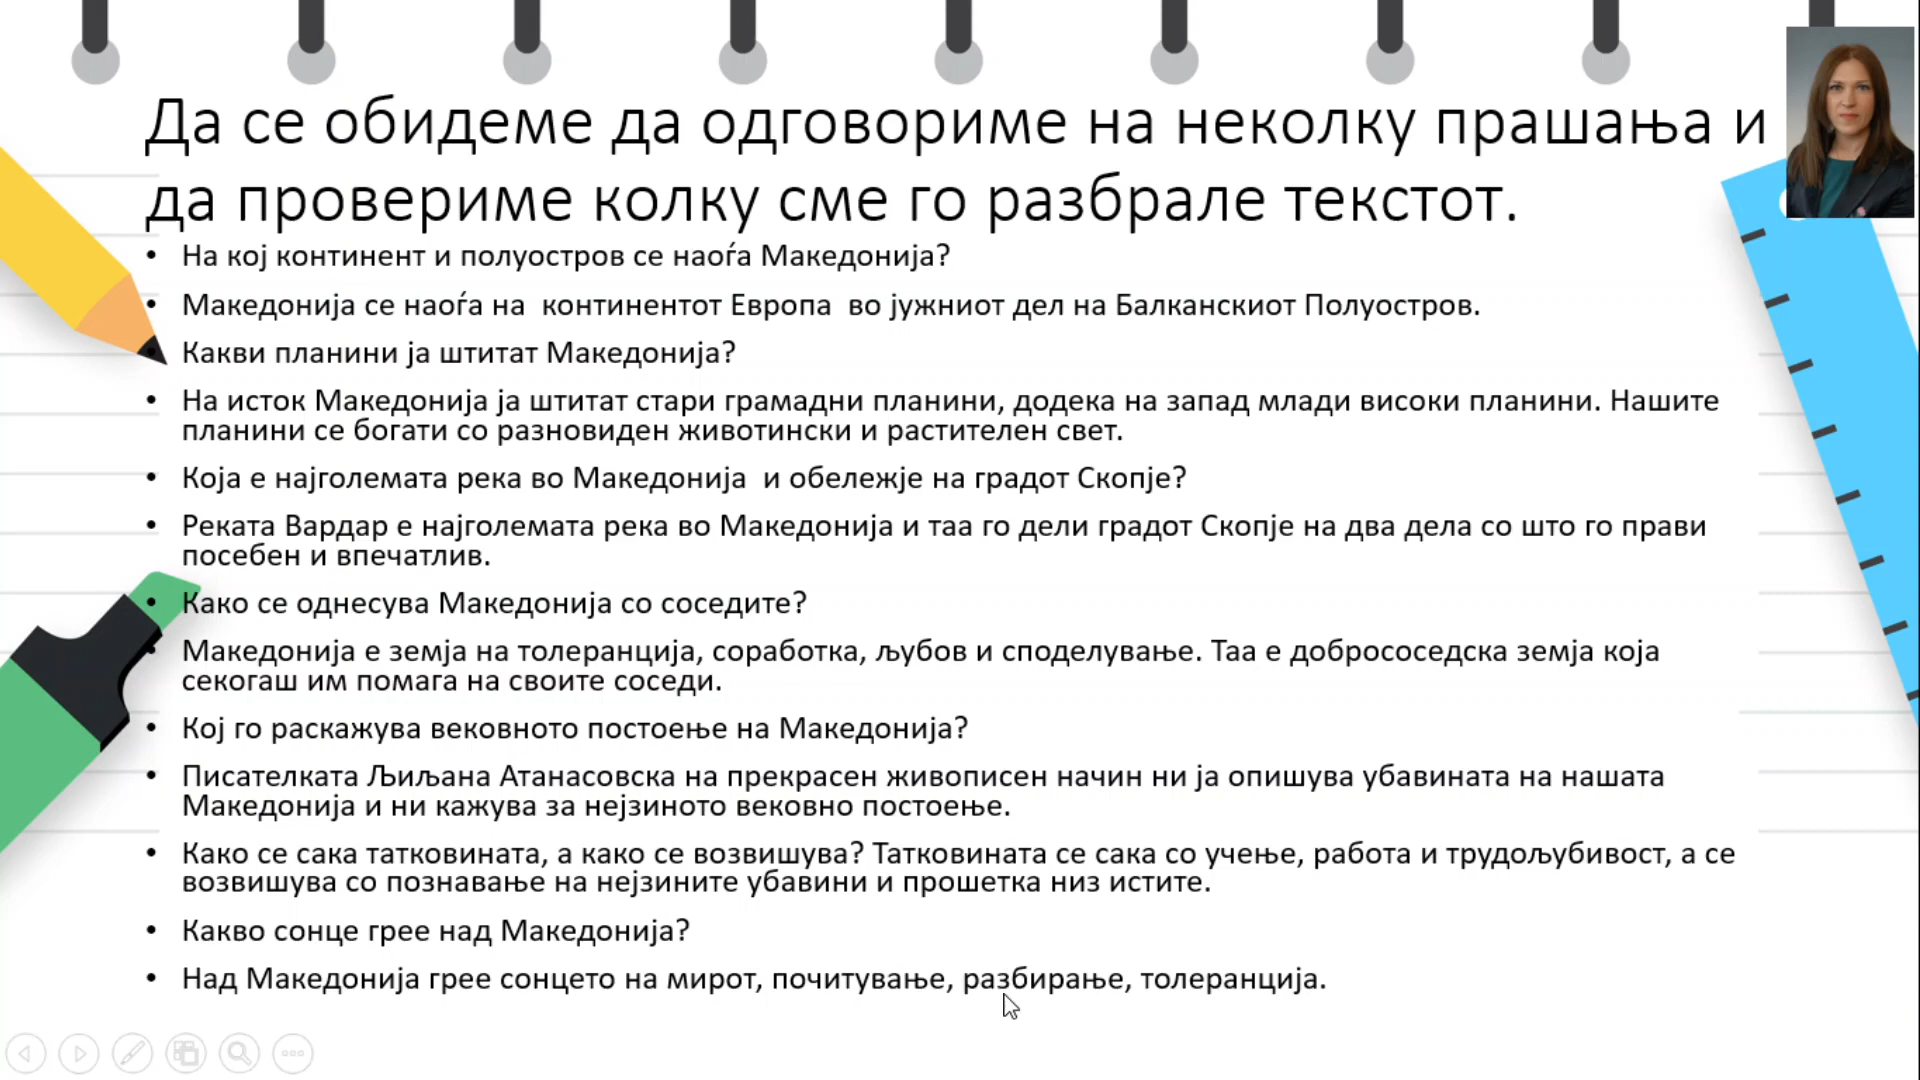 Да се обидеме да одговориме на неколку прашања и
да провериме колку сме го разбрале текстот.
• На кој континент и полуостров се наоѓа Македонија?
• Македонија се наоѓа на  континентот Европа  во јужниот дел на Балканскиот Полуостров.
• Какви планини ја штитат Македонија?
• На исток Македонија ја штитат стари грамадни планини, додека на запад млади високи планини. Нашите
планини се богати со разновиден животински и растителен свет.
• Која е најголемата река во Македонија  и обележје на градот Скопје?
• Реката Вардар е најголемата река во Македонија и таа го дели градот Скопје на два дела со што го прави
посебен и впечатлив.
• Како се однесува Македонија со соседите?
• Македонија е земја на толеранција, соработка, љубов и споделување. Таа е добрососедска земја која
секогаш им помага на своите соседи.
• Кој го раскажува вековното постоење на Македонија?
• Писателката Љиљана Атанасовска на прекрасен живописен начин ни ја опишува убавината на нашата
Македонија и ни кажува за нејзиното вековно постоење.
• Како се сака татковината, а како се возвишува? Татковината се сака со учење, работа и трудољубивост, а се
возвишува со познавање на нејзините убавини и прошетка низ истите.
• Какво сонце грее над Македонија?
• Над Македонија грее сонцето на мирот, почитување, разбирање, толеранција.